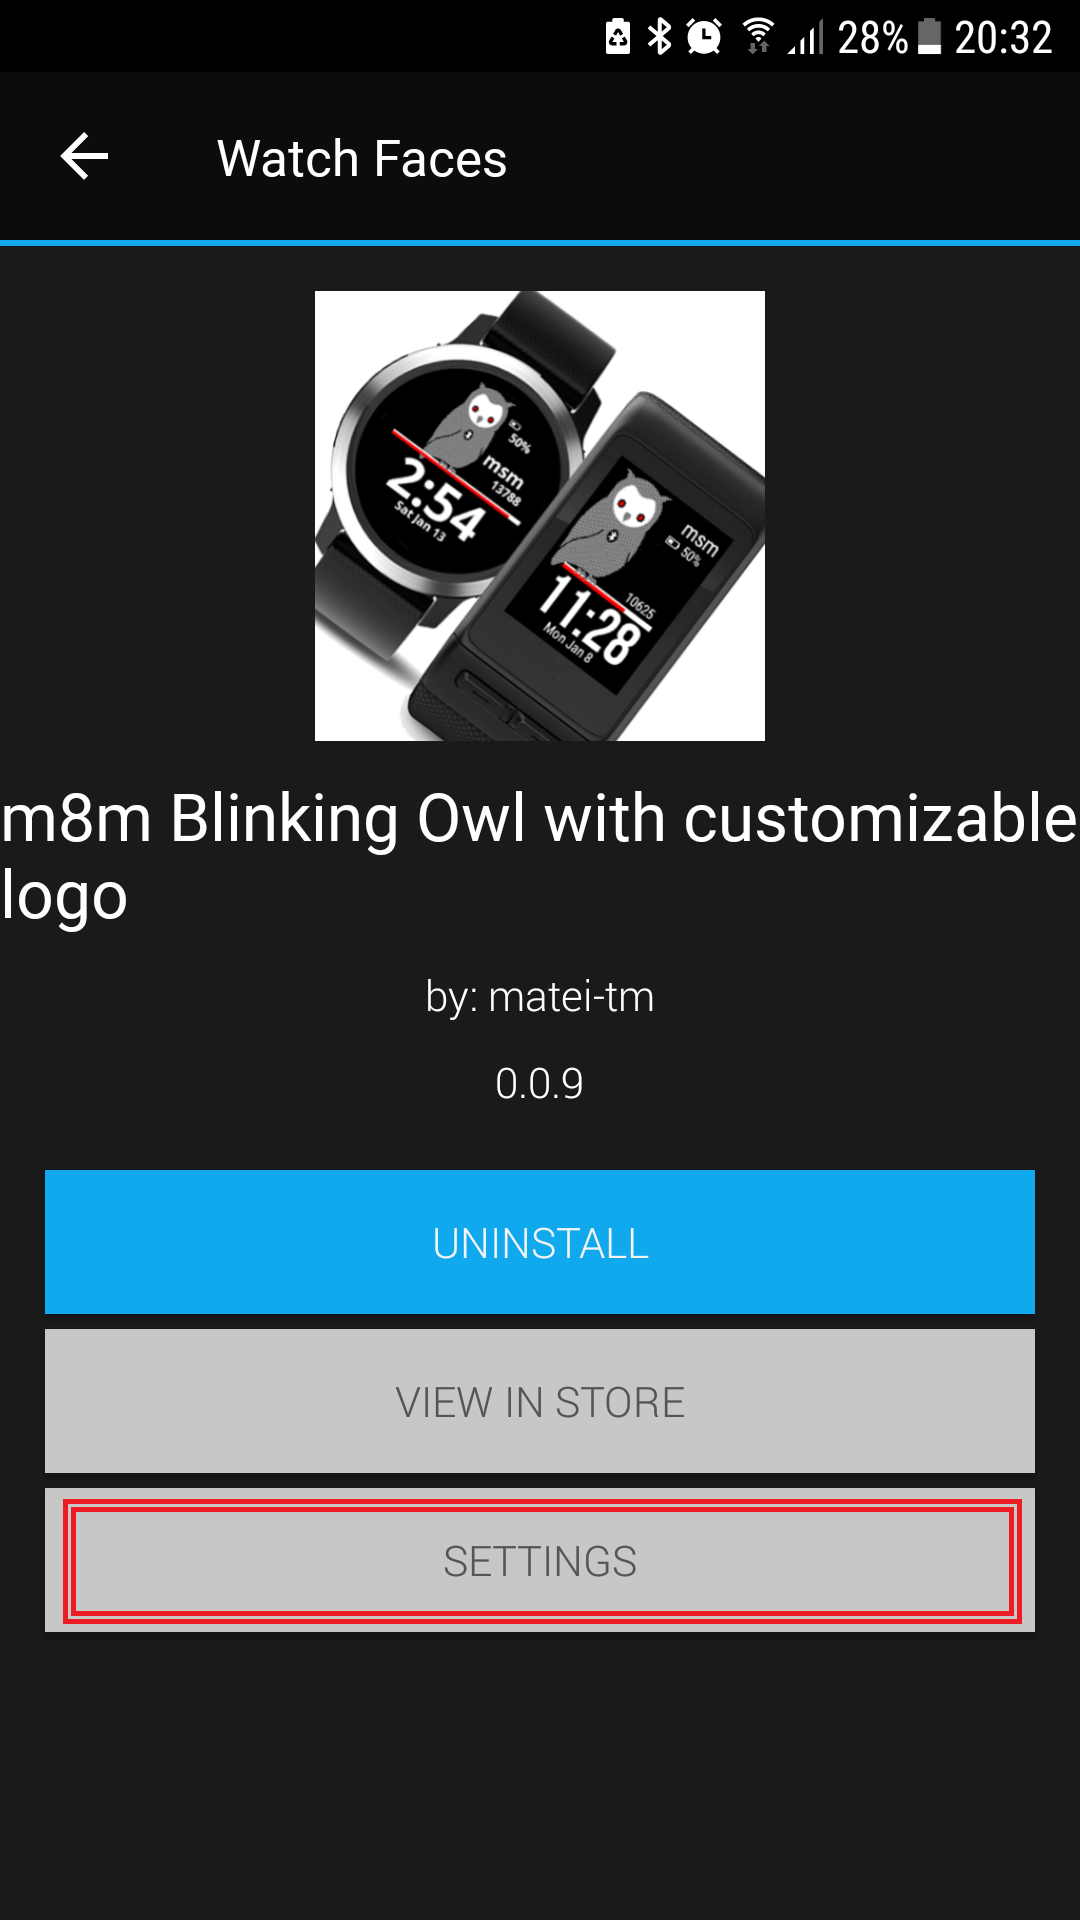 28% 20:32
Watch Faces
50%
msm
13788
2:54
Sat Jan 13
msm
50%
10625
11:28
Mon Jan 8
m8m Blinking Owl with customizable
logo
by: matei-tm
0.0.9
UNINSTALL
VIEW IN STORE
SETTINGS